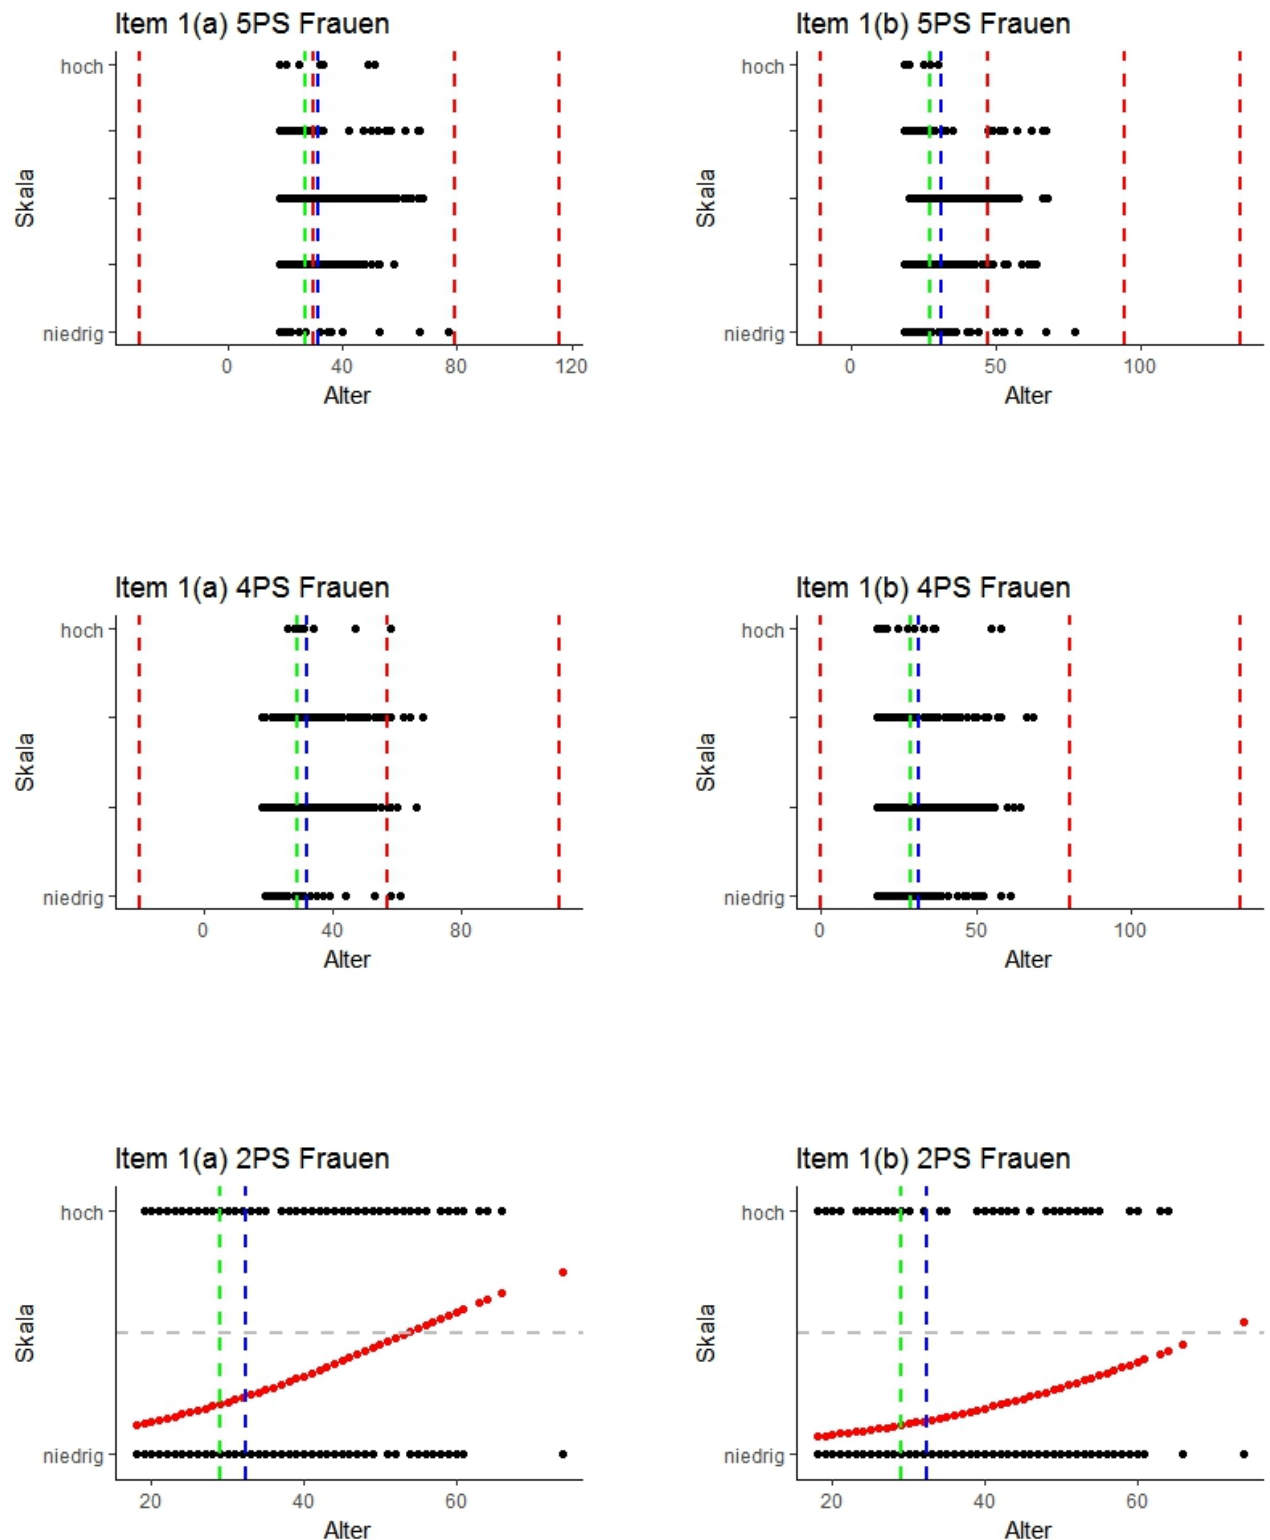 Item 1(a) 5PS Frauen
hoch
Skala
niedrig
0 40 80 120
Alter
Item 1(b) 5PS Frauen
hoch
Skala
niedrig
0 50 100
Alter
Item 1(a) 4PS Frauen
hoch
Skala
niedrig
0 40 80
Alter
Item 1(b) 4PS Frauen
hoch
Skala
niedrig
0 50 100
Alter
Item 1(a) 2PS Frauen
hoch
Skala
niedrig
20 40 60
Alter
Item 1(b) 2PS Frauen
hoch
Skala
niedrig
20 40 60
Alter